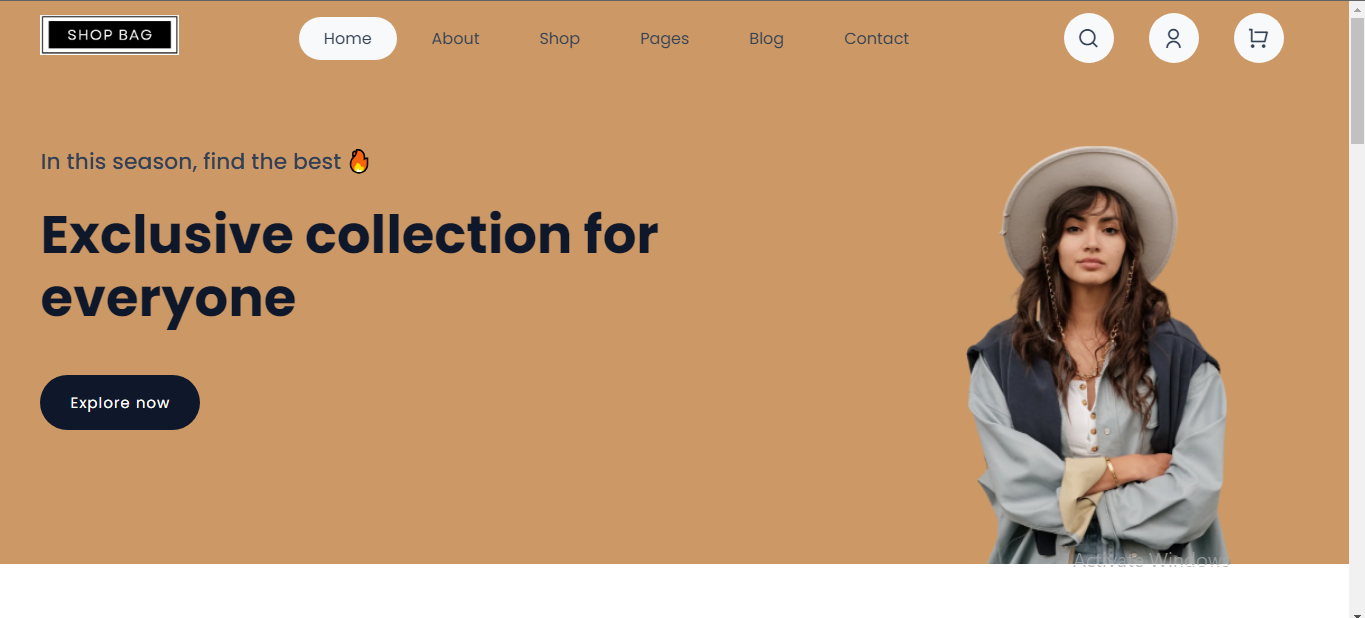 SHOP BAG
Home About Shop Pages Blog Contact
In this season, find the best 🔥
Exclusive collection for
everyone
Explore now
Activate Windows